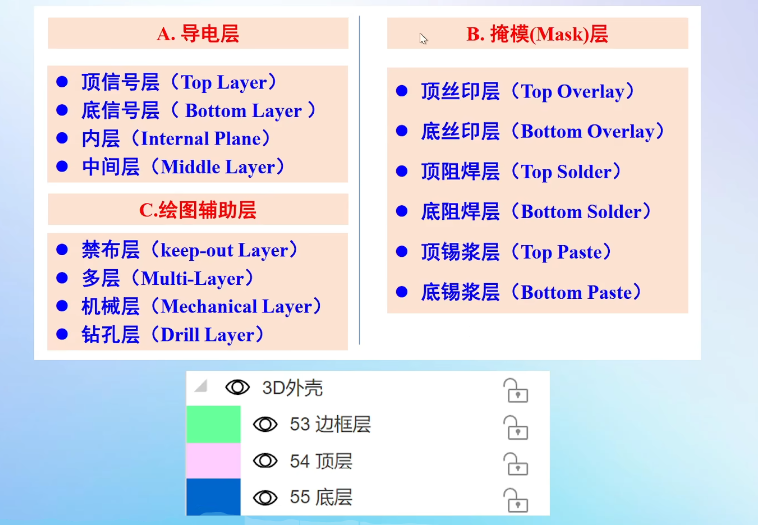 A. 导电层
顶信号层（Top Layer）
底信号层（ Bottom Layer ）
内层（Internal Plane）
中间层（Middle Layer）
C.绘图辅助层
禁布层（keep-out Layer）
多层（Multi-Layer）
机械层（Mechanical Layer）
钻孔层（Drill Layer）
B. 掩模(Mask)层
顶丝印层（Top Overlay）
底丝印层（Bottom Overlay）
顶阻焊层（Top Solder）
底阻焊层（Bottom Solder）
顶锡浆层（Top Paste）
底锡浆层（Bottom Paste）
3D外壳
53 边框层
54 顶层
55 底层